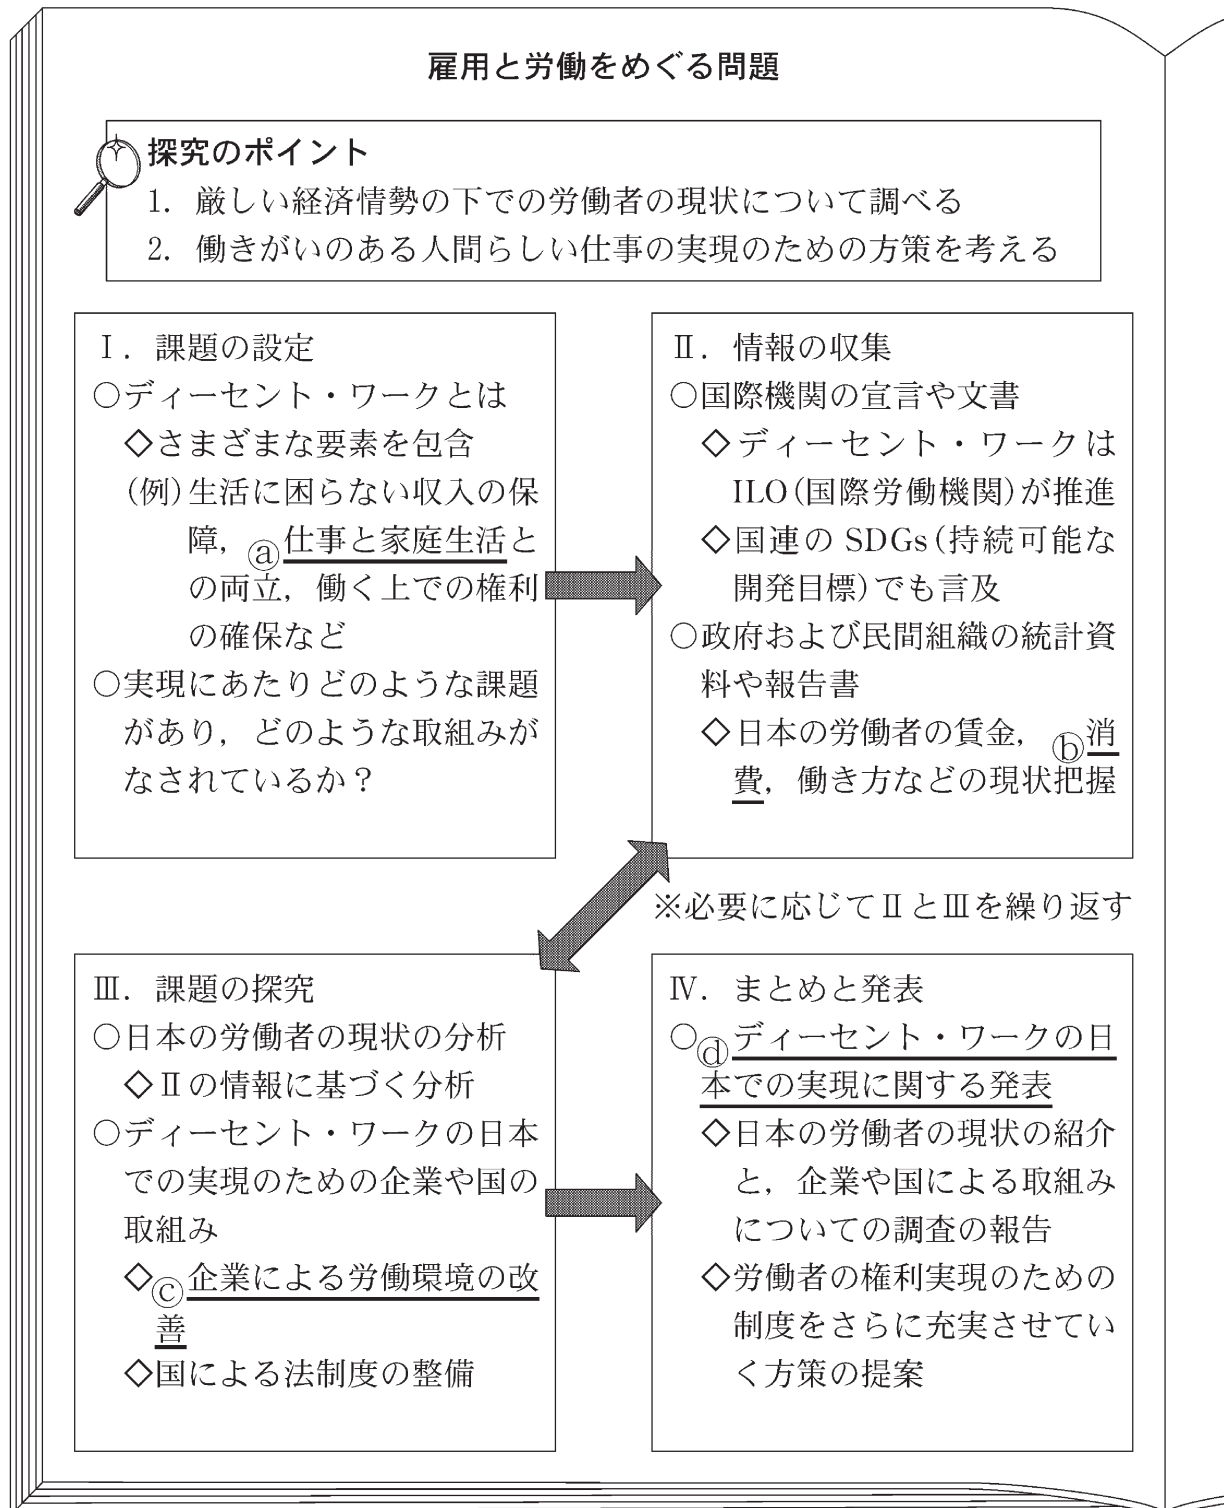 雇用と労働をめぐる問題
探究のポイント
1. 厳しい経済情勢の下での労働者の現状について調べる
2. 働きがいのある人間らしい仕事の実現のための方策を考える
Ⅰ．課題の設定
○ディーセント・ワークとは
◇さまざまな要素を包含
(例)生活に困らない収入の保
障，ⓐ仕事と家庭生活と
の両立，働く上での権利
の確保など
○実現にあたりどのような課題
があり，どのような取組みが
なされているか？
Ⅱ．情報の収集
○国際機関の宣言や文書
◇ディーセント・ワークは
ILO(国際労働機関)が推進
◇国連の SDGs(持続可能な
開発目標)でも言及
○政府および民間組織の統計資
料や報告書
◇日本の労働者の賃金，ⓑ消
費，働き方などの現状把握
※必要に応じてⅡとⅢを繰り返す
Ⅲ．課題の探究
○日本の労働者の現状の分析
◇Ⅱの情報に基づく分析
○ディーセント・ワークの日本
での実現のための企業や国の
取組み
◇ⓒ企業による労働環境の改
善
◇国による法制度の整備
Ⅳ．まとめと発表
○ⓓディーセント・ワークの日
本での実現に関する発表
◇日本の労働者の現状の紹介
と，企業や国による取組み
についての調査の報告
◇労働者の権利実現のための
制度をさらに充実させてい
く方策の提案